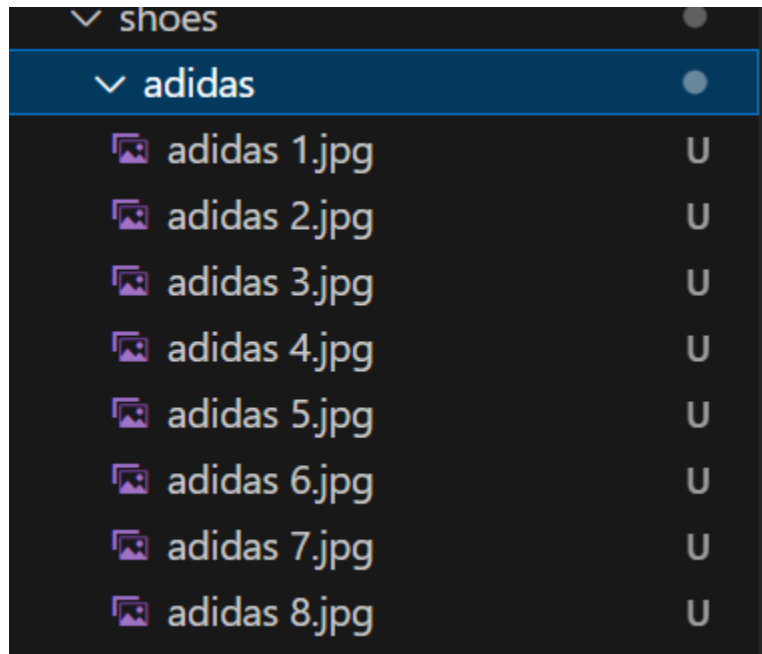 shoes
adidas
adidas 1.jpg U
adidas 2.jpg U
adidas 3.jpg U
adidas 4.jpg U
adidas 5.jpg U
adidas 6.jpg U
adidas 7.jpg U
adidas 8.jpg U